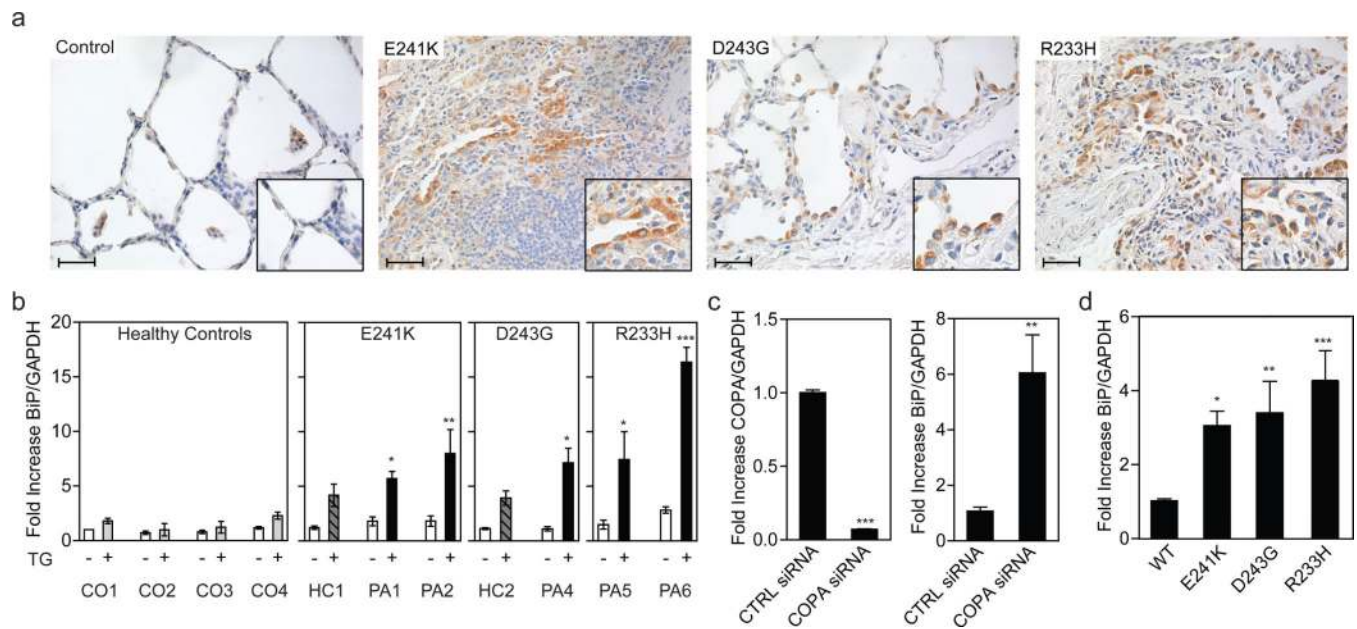 a
Control
E241K
D243G
R233H
b
Fold Increase BiP/GAPDH
20
15
10
5
0
Healthy Controls
E241K
D243G
R233H
*
**
*
*
***
TG - + - + - + - + - + - + - + - + - + - + - +
CO1 CO2 CO3 CO4 HC1 PA1 PA2 HC2 PA4 PA5 PA6
c
Fold Increase COPA/GAPDH
1.5
1.0
0.5
0.0
***
CTRL siRNA
COPA siRNA
Fold Increase BiP/GAPDH
8
6
4
2
0
**
CTRL siRNA
COPA siRNA
d
Fold Increase BiP/GAPDH
6
4
2
0
*
**
***
WT
E241K
D243G
R233H